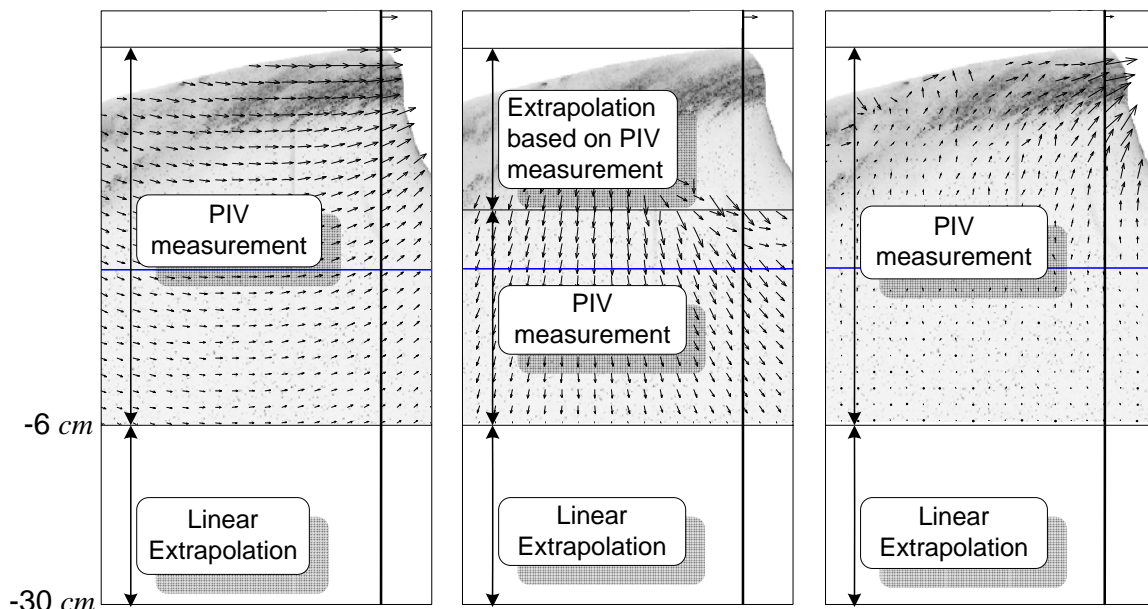 PIV
measurement
Linear
Extrapolation
Extrapolation
based on PIV
measurement
PIV
measurement
Linear
Extrapolation
PIV
measurement
Linear
Extrapolation
-6 cm
-30 cm